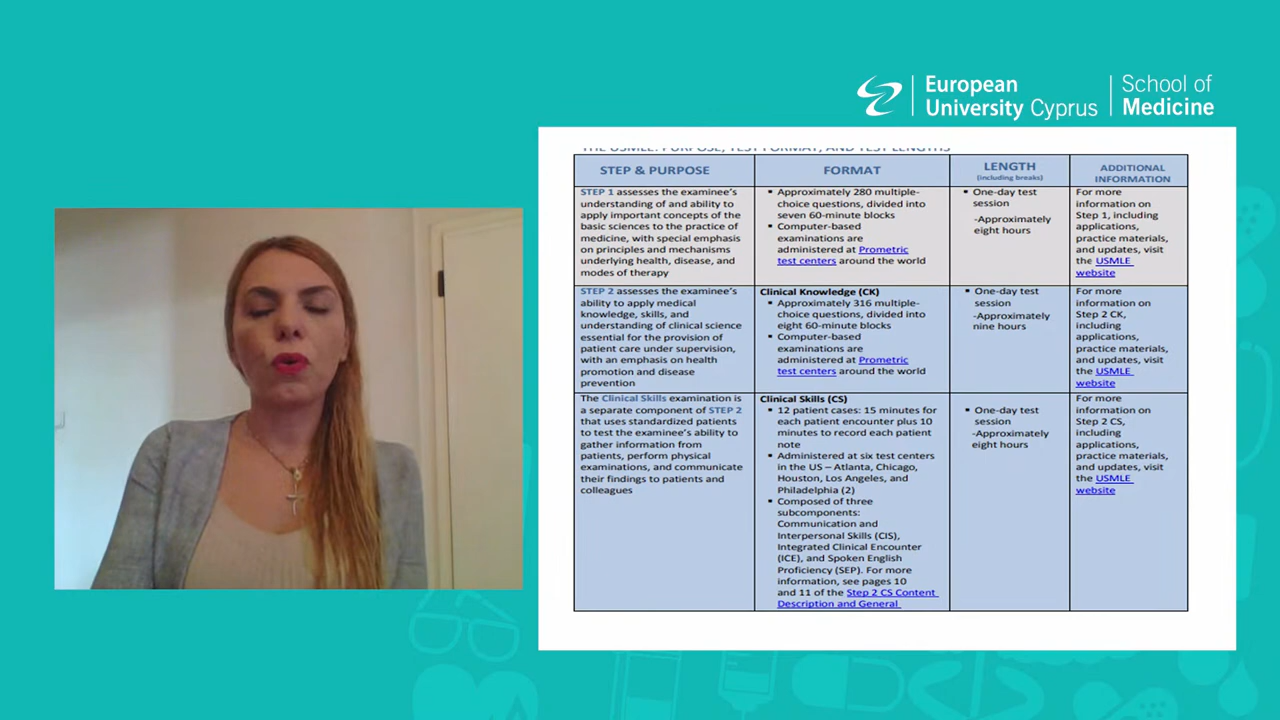 European
University Cyprus
School of
Medicine
THE USMLE: PURPOSE, TEST FORMAT, AND TEST LENGTHS
STEP & PURPOSE
FORMAT
LENGTH
(including breaks)
ADDITIONAL
INFORMATION
STEP 1 assesses the examinee's
understanding of and ability to
apply important concepts of the
basic sciences to the practice of
medicine, with special emphasis
on principles and mechanisms
underlying health, disease, and
modes of therapy
▪ Approximately 280 multiple-
choice questions, divided into
seven 60-minute blocks
▪ Computer-based
examinations are
administered at Prometric
test centers around the world
▪ One-day test
session
-Approximately
eight hours
For more
information on
Step 1, including
applications,
practice materials,
and updates, visit
the USMLE
website
STEP 2 assesses the examinee's
ability to apply medical
knowledge, skills, and
understanding of clinical science
essential for the provision of
patient care under supervision,
with an emphasis on health
promotion and disease
prevention
Clinical Knowledge (CK)
▪ Approximately 316 multiple-
choice questions, divided into
eight 60-minute blocks
▪ Computer-based
examinations are
administered at Prometric
test centers around the world
▪ One-day test
session
-Approximately
nine hours
For more
information on
Step 2 CK,
including
applications,
practice materials,
and updates, visit
the USMLE
website
The Clinical Skills examination is
a separate component of STEP 2
that uses standardized patients
to test the examinee's ability to
gather information from
patients, perform physical
examinations, and communicate
their findings to patients and
colleagues
Clinical Skills (CS)
▪ 12 patient cases: 15 minutes for
each patient encounter plus 10
minutes to record each patient
note
▪ Administered at six test centers
in the US – Atlanta, Chicago,
Houston, Los Angeles, and
Philadelphia (2)
▪ Composed of three
subcomponents:
Communication and
Interpersonal Skills (CIS),
Integrated Clinical Encounter
(ICE), and Spoken English
Proficiency (SEP). For more
information, see pages 10
and 11 of the Step 2 CS Content
Description and General
▪ One-day test
session
-Approximately
eight hours
For more
information on
Step 2 CS,
including
applications,
practice materials,
and updates, visit
the USMLE
website